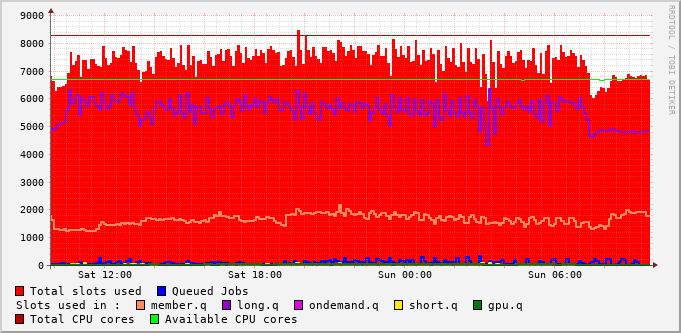 9000
8000
7000
6000
5000
4000
3000
2000
1000
0
Sat 12:00 Sat 18:00 Sun 00:00 Sun 06:00
RRDTOOL / TOBI OETIKER
Total slots used Queued Jobs
Slots used in : member.q long.q ondemand.q short.q gpu.q
Total CPU cores Available CPU cores